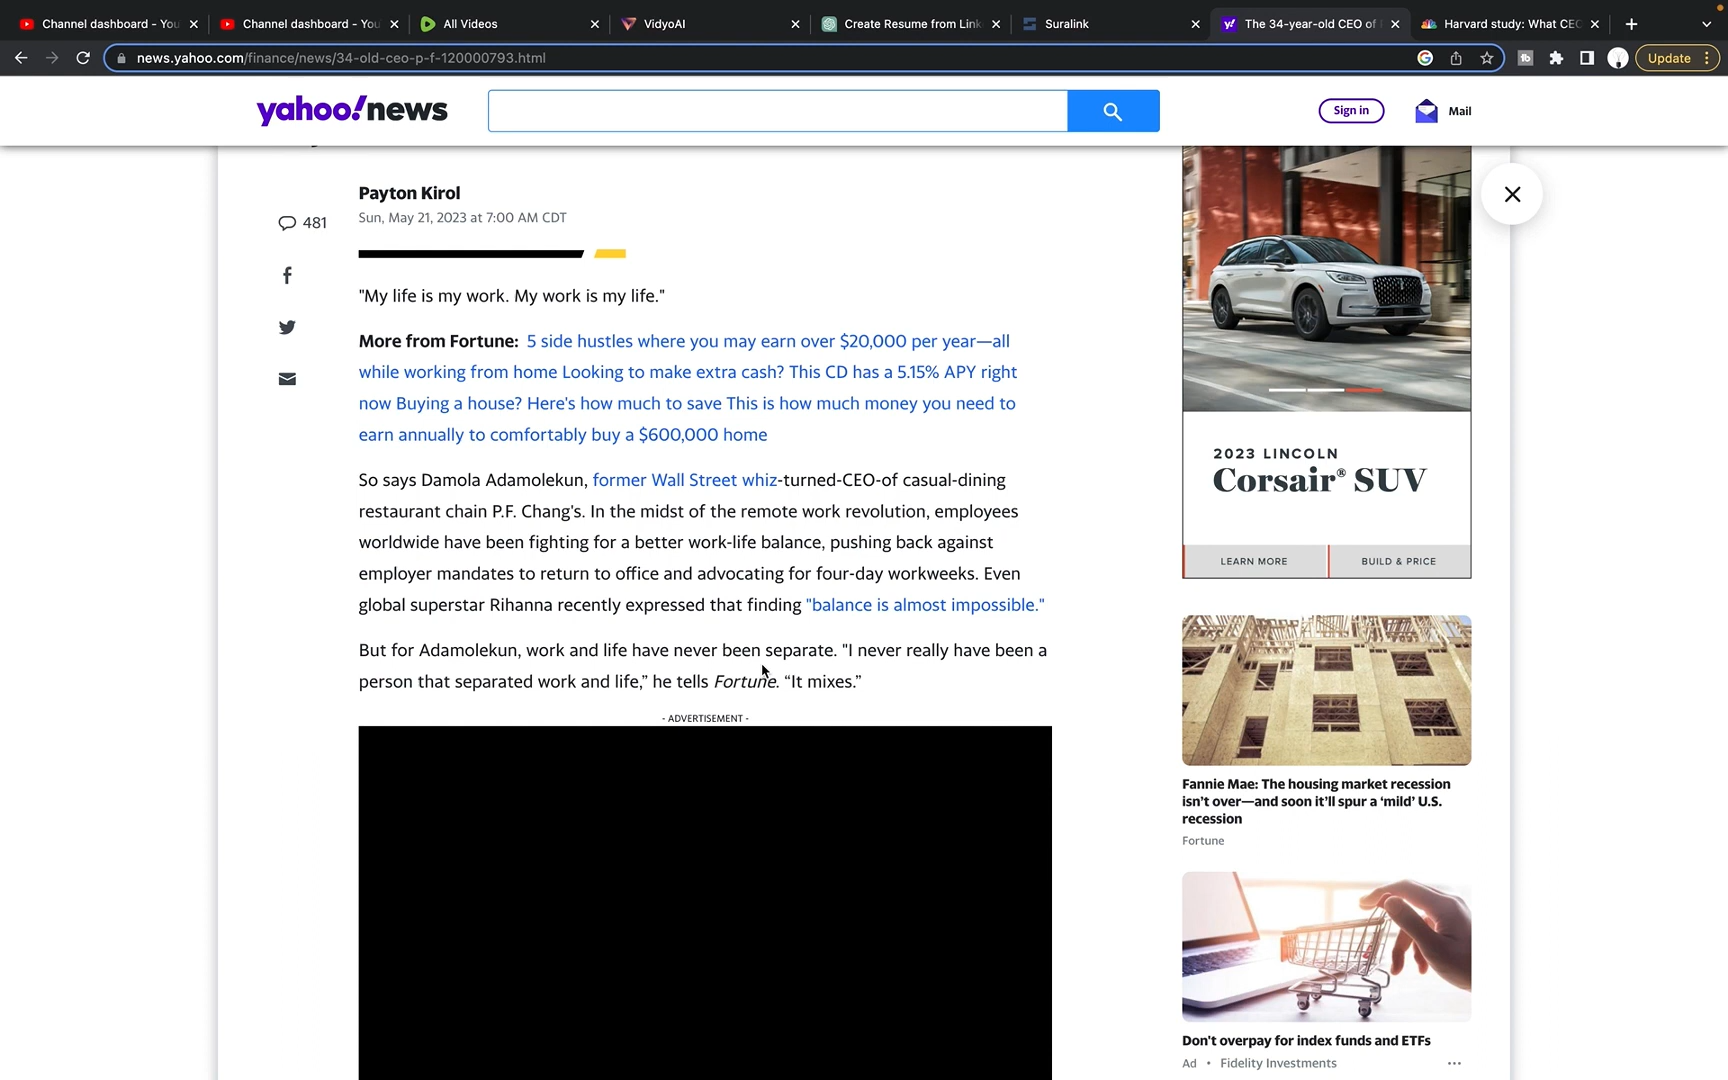 Channel dashboard - You
Channel dashboard - You
All Videos
VidyoAI
Create Resume from Link
Suralink
The 34-year-old CEO of
Harvard study: What CEO
news.yahoo.com/finance/news/34-old-ceo-p-f-120000793.html
Update
yahoo!news
Sign in
Mail
Payton Kirol
Sun, May 21, 2023 at 7:00 AM CDT
481
"My life is my work. My work is my life."
More from Fortune: 5 side hustles where you may earn over $20,000 per year—all
while working from home Looking to make extra cash? This CD has a 5.15% APY right
now Buying a house? Here's how much to save This is how much money you need to
earn annually to comfortably buy a $600,000 home
So says Damola Adamolekun, former Wall Street whiz-turned-CEO-of casual-dining
restaurant chain P.F. Chang's. In the midst of the remote work revolution, employees
worldwide have been fighting for a better work-life balance, pushing back against
employer mandates to return to office and advocating for four-day workweeks. Even
global superstar Rihanna recently expressed that finding "balance is almost impossible."
But for Adamolekun, work and life have never been separate. "I never really have been a
person that separated work and life,” he tells Fortune. “It mixes.”
- ADVERTISEMENT -
2023 LINCOLN
Corsair® SUV
LEARN MORE
BUILD & PRICE
Fannie Mae: The housing market recession
isn’t over—and soon it’ll spur a ‘mild’ U.S.
recession
Fortune
Don't overpay for index funds and ETFs
Ad • Fidelity Investments